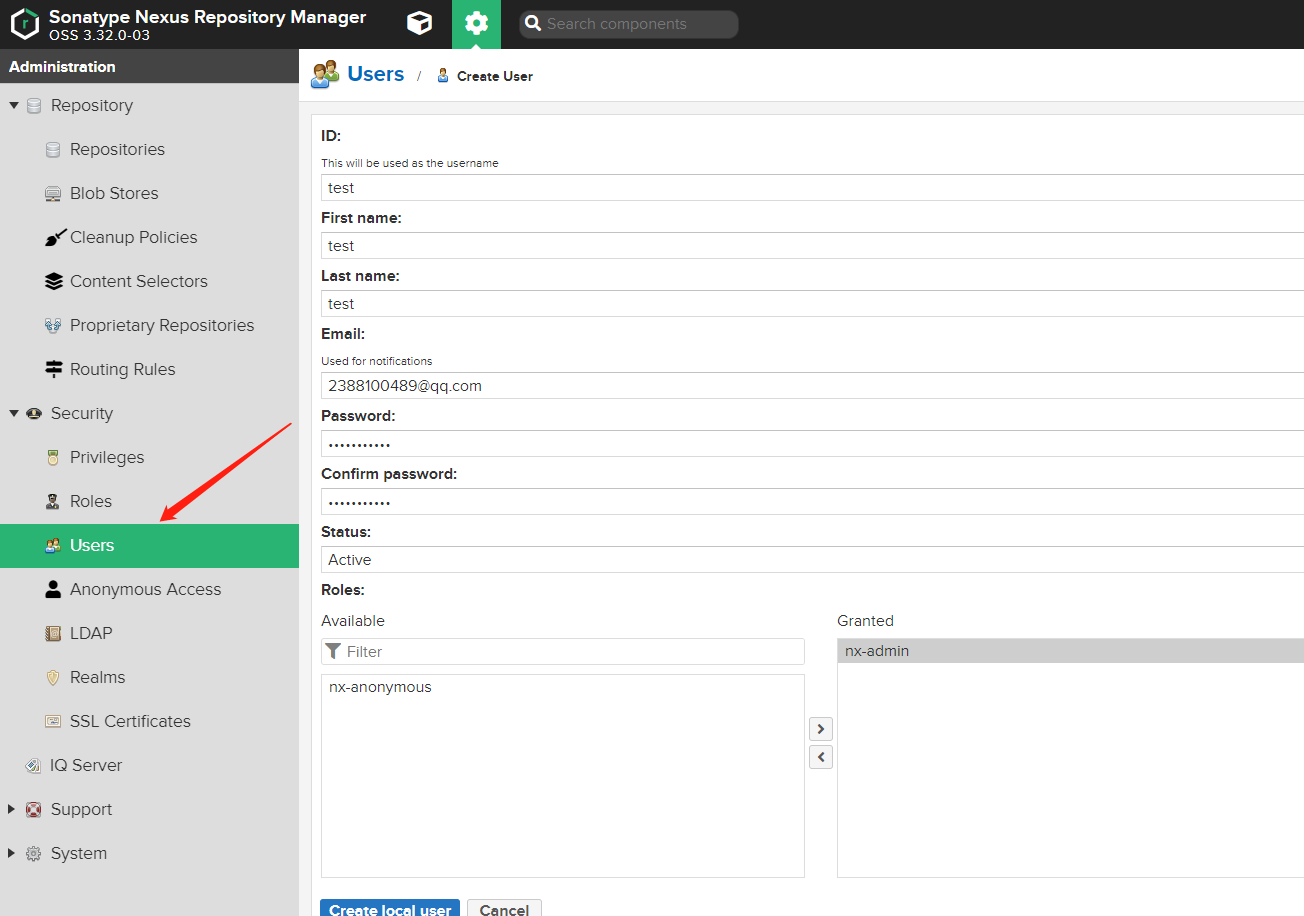 Sonatype Nexus Repository Manager
OSS 3.32.0-03
Search components
Administration
Repository
Repositories
Blob Stores
Cleanup Policies
Content Selectors
Proprietary Repositories
Routing Rules
Security
Privileges
Roles
Users
Anonymous Access
LDAP
Realms
SSL Certificates
IQ Server
Support
System
Users / Create User
ID:
This will be used as the username
test
First name:
test
Last name:
test
Email:
Used for notifications
2388100489@qq.com
Password:
•••••••••••
Confirm password:
•••••••••••
Status:
Active
Roles:
Available
Filter
nx-anonymous
Granted
nx-admin
Create local user
Cancel